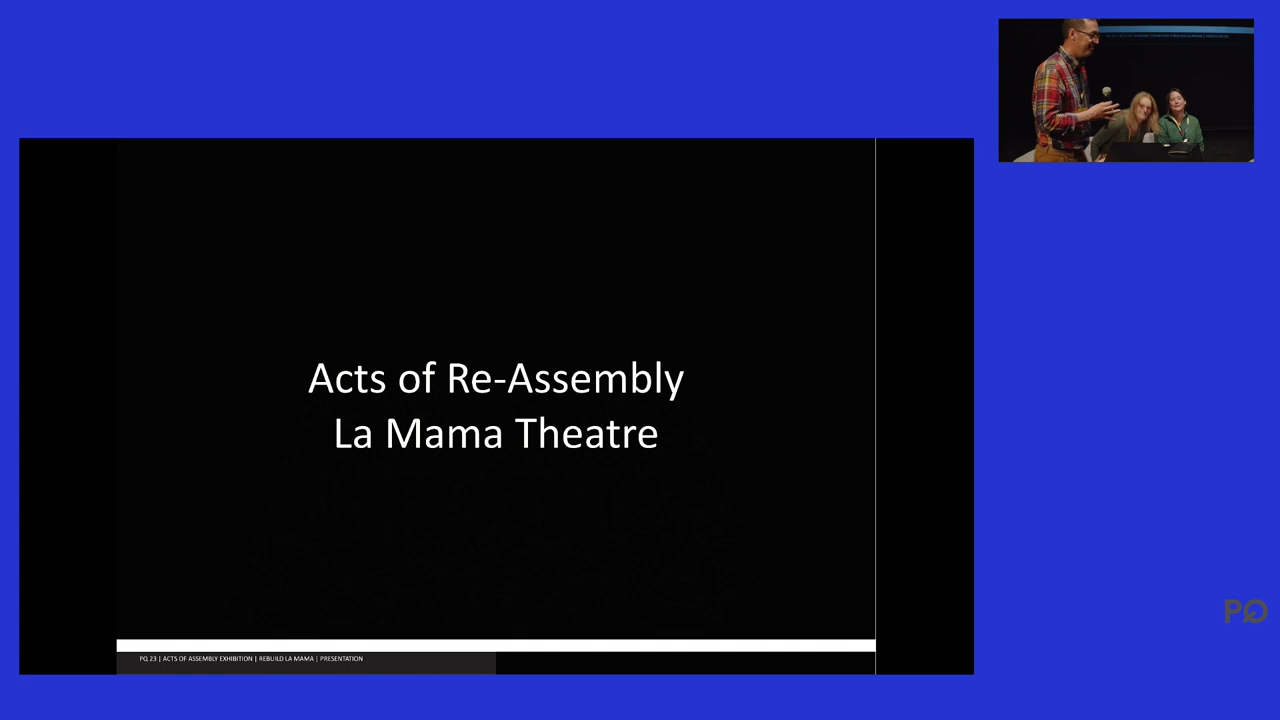 Acts of Re-Assembly
La Mama Theatre
PQ 23 | ACTS OF ASSEMBLY EXHIBITION | REBUILD LA MAMA | PRESENTATION
PQ